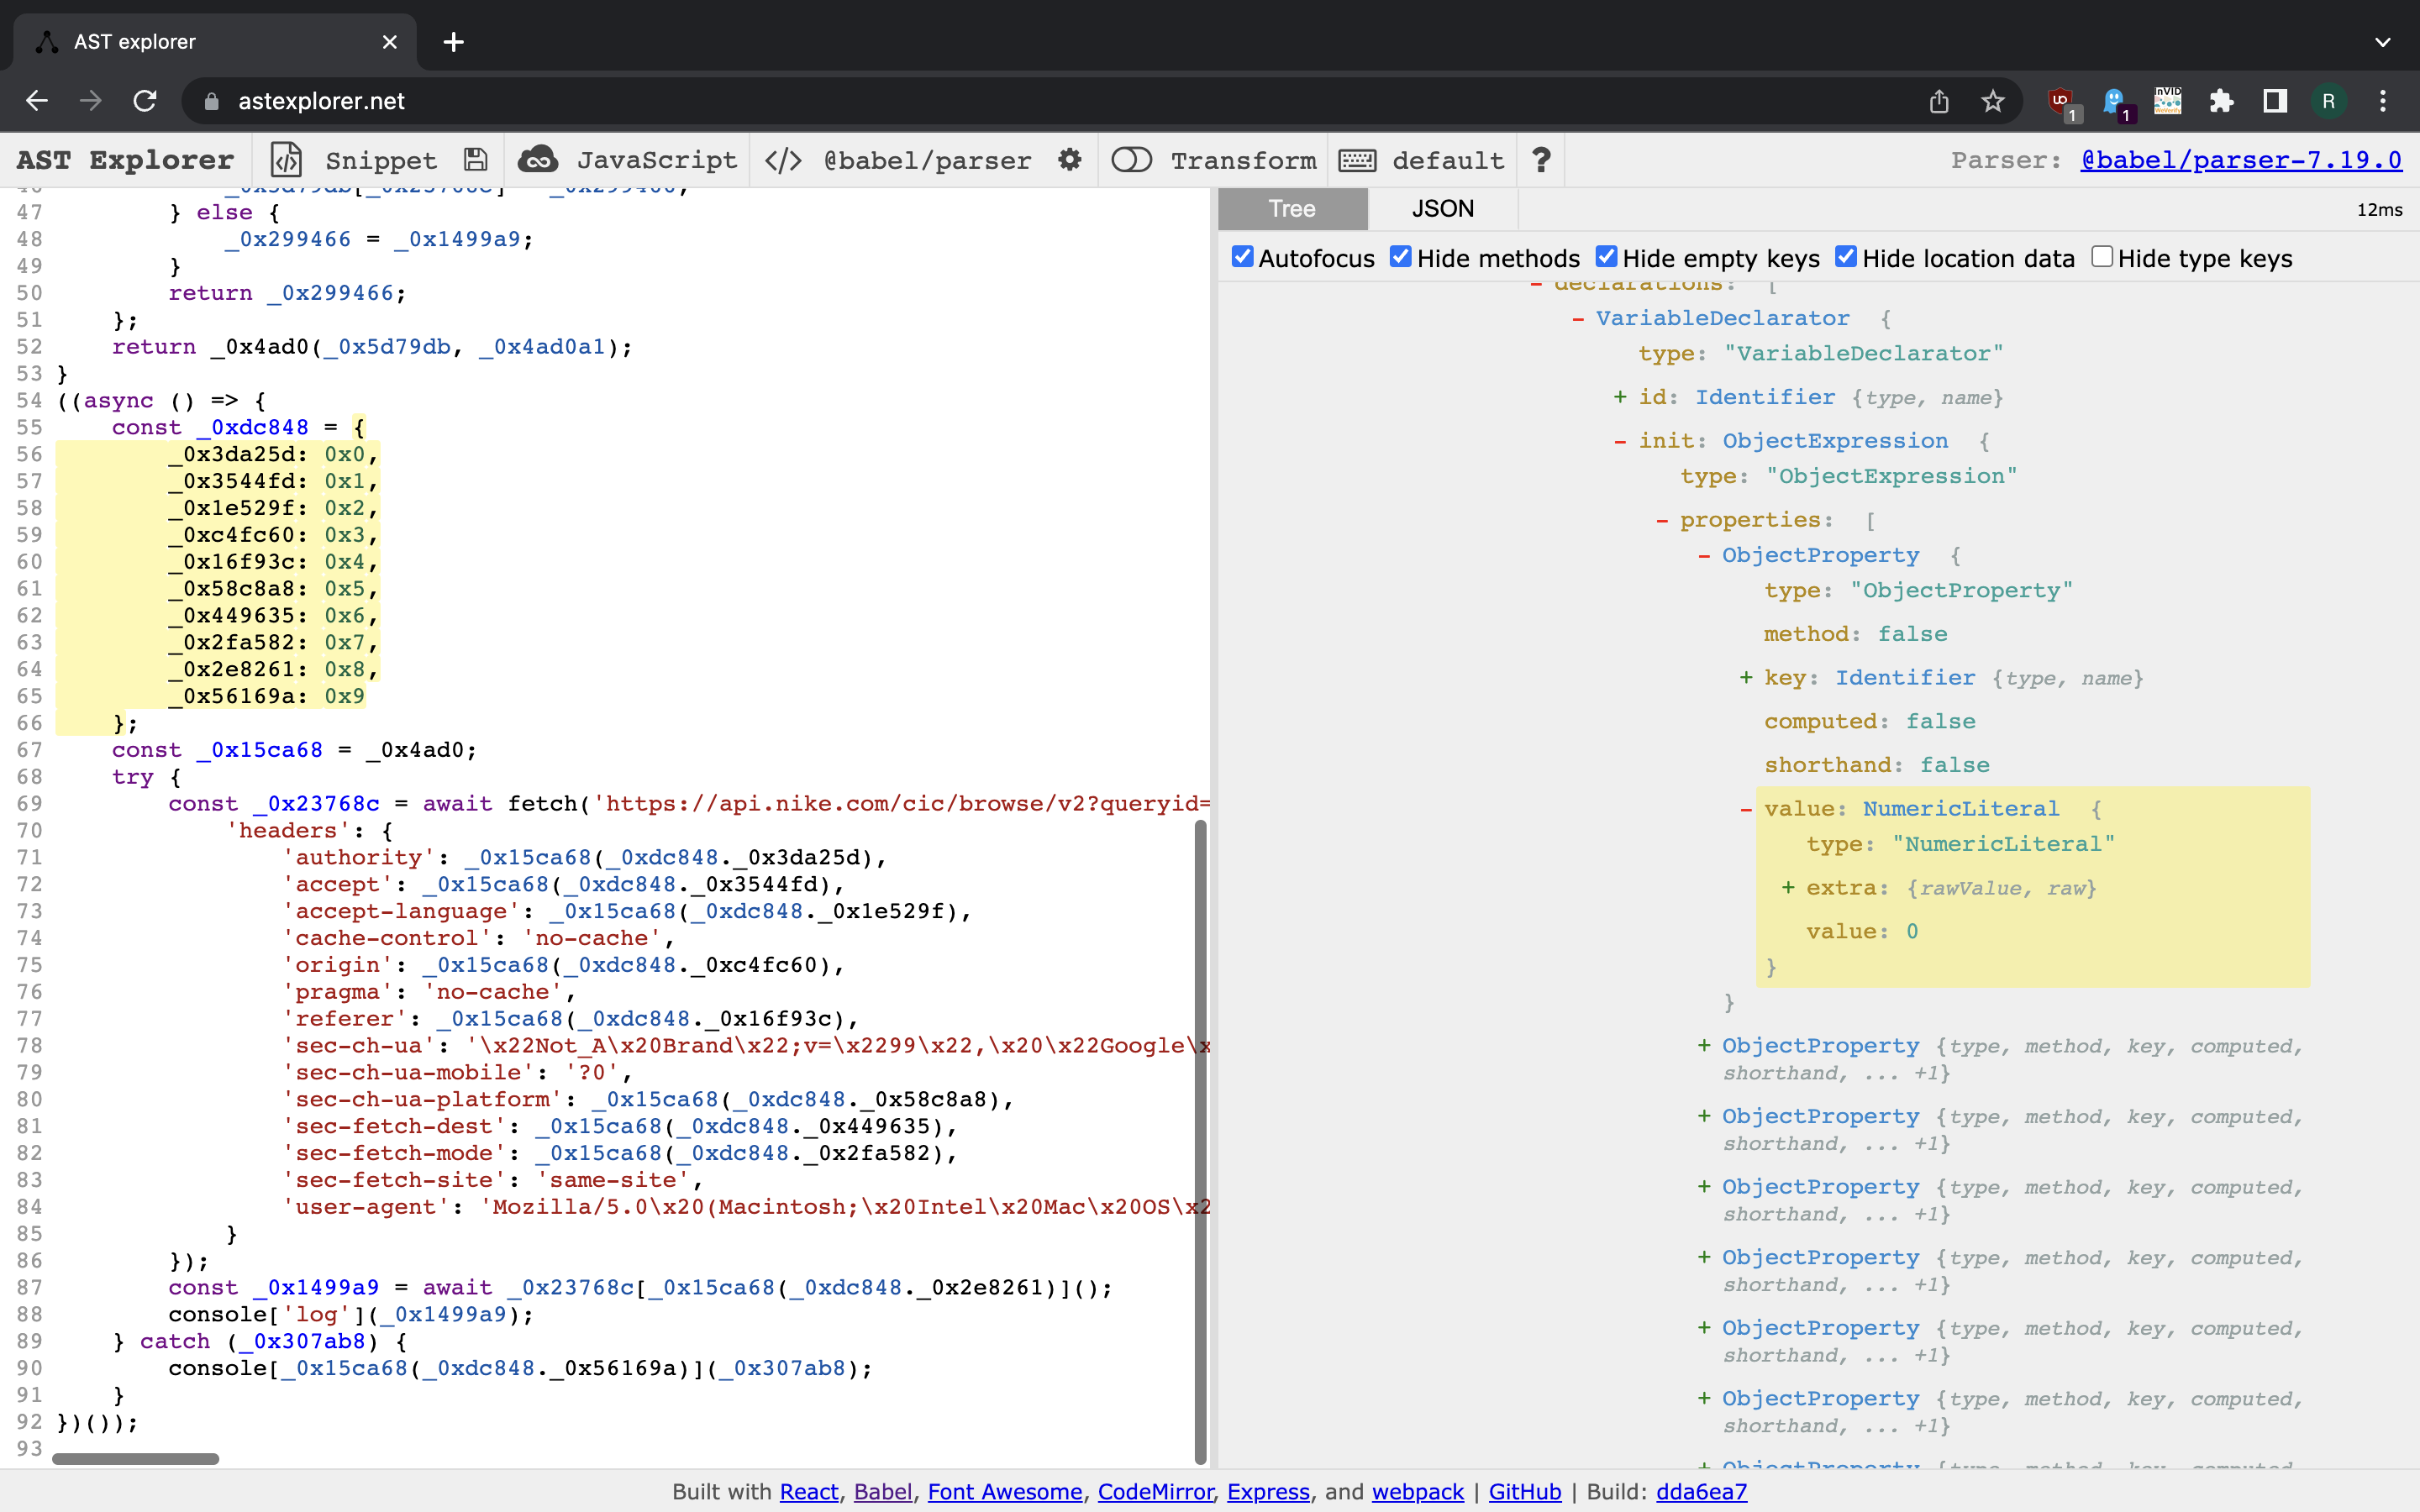 AST explorer
astexplorer.net
1
1
InVID
R
AST Explorer Snippet JavaScript </> @babel/parser Transform default ? Parser: @babel/parser-7.19.0
Tree JSON 12ms
Autofocus Hide methods Hide empty keys Hide location data Hide type keys
47 } else {
48 _0x299466 = _0x1499a9;
49 }
50 return _0x299466;
51 };
52 return _0x4ad0(_0x5d79db, _0x4ad0a1);
53 }
54 ((async () => {
55 const _0xdc848 = {
56 _0x3da25d: 0x0,
57 _0x3544fd: 0x1,
58 _0x1e529f: 0x2,
59 _0xc4fc60: 0x3,
60 _0x16f93c: 0x4,
61 _0x58c8a8: 0x5,
62 _0x449635: 0x6,
63 _0x2fa582: 0x7,
64 _0x2e8261: 0x8,
65 _0x56169a: 0x9
66 };
67 const _0x15ca68 = _0x4ad0;
68 try {
69 const _0x23768c = await fetch('https://api.nike.com/cic/browse/v2?queryid=
70 'headers': {
71 'authority': _0x15ca68(_0xdc848._0x3da25d),
72 'accept': _0x15ca68(_0xdc848._0x3544fd),
73 'accept-language': _0x15ca68(_0xdc848._0x1e529f),
74 'cache-control': 'no-cache',
75 'origin': _0x15ca68(_0xdc848._0xc4fc60),
76 'pragma': 'no-cache',
77 'referer': _0x15ca68(_0xdc848._0x16f93c),
78 'sec-ch-ua': '\x22Not_A\x20Brand\x22;v=\x2299\x22,\x20\x22Google\x
79 'sec-ch-ua-mobile': '?0',
80 'sec-ch-ua-platform': _0x15ca68(_0xdc848._0x58c8a8),
81 'sec-fetch-dest': _0x15ca68(_0xdc848._0x449635),
82 'sec-fetch-mode': _0x15ca68(_0xdc848._0x2fa582),
83 'sec-fetch-site': 'same-site',
84 'user-agent': 'Mozilla/5.0\x20(Macintosh;\x20Intel\x20Mac\x20OS\x2
85 }
86 });
87 const _0x1499a9 = await _0x23768c[_0x15ca68(_0xdc848._0x2e8261)]();
88 console['log'](_0x1499a9);
89 } catch (_0x307ab8) {
90 console[_0x15ca68(_0xdc848._0x56169a)](_0x307ab8);
91 }
92 })());
93
- declarations: [
- VariableDeclarator {
type: "VariableDeclarator"
+ id: Identifier {type, name}
- init: ObjectExpression {
type: "ObjectExpression"
- properties: [
- ObjectProperty {
type: "ObjectProperty"
method: false
+ key: Identifier {type, name}
computed: false
shorthand: false
- value: NumericLiteral {
type: "NumericLiteral"
+ extra: {rawValue, raw}
value: 0
}
}
+ ObjectProperty {type, method, key, computed,
shorthand, ... +1}
+ ObjectProperty {type, method, key, computed,
shorthand, ... +1}
+ ObjectProperty {type, method, key, computed,
shorthand, ... +1}
+ ObjectProperty {type, method, key, computed,
shorthand, ... +1}
+ ObjectProperty {type, method, key, computed,
shorthand, ... +1}
+ ObjectProperty {type, method, key, computed,
shorthand, ... +1}
+ ObjectProperty {type, method, key, computed,
Built with React, Babel, Font Awesome, CodeMirror, Express, and webpack | GitHub | Build: dda6ea7